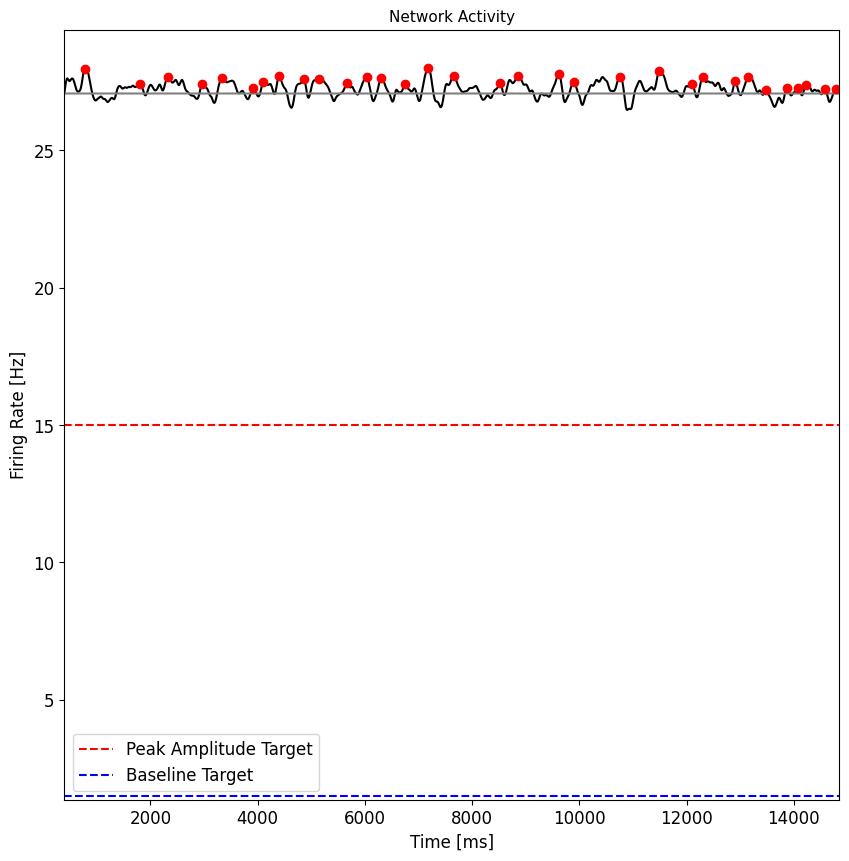 Network Activity
Firing Rate [Hz]
25
20
15
10
5
Peak Amplitude Target
Baseline Target
2000 4000 6000 8000 10000 12000 14000
Time [ms]